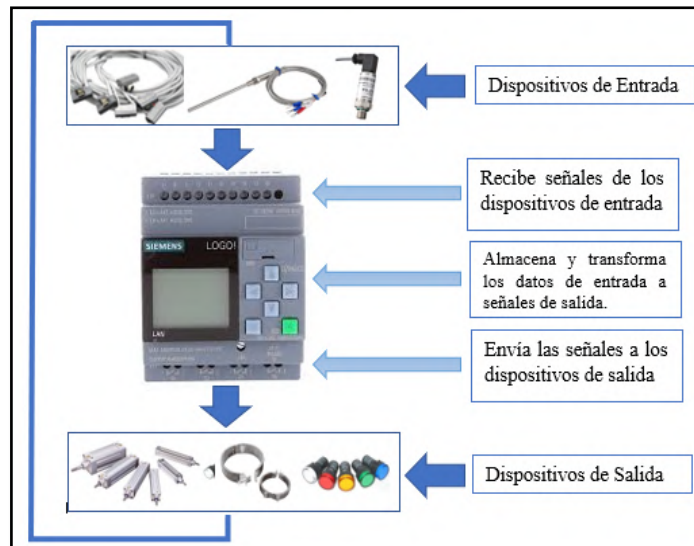 Dispositivos de Entrada
Recibe señales de los
dispositivos de entrada
SIEMENS LOGO!
Almacena y transforma
los datos de entrada a
señales de salida.
LAN
Envía las señales a los
dispositivos de salida
Dispositivos de Salida